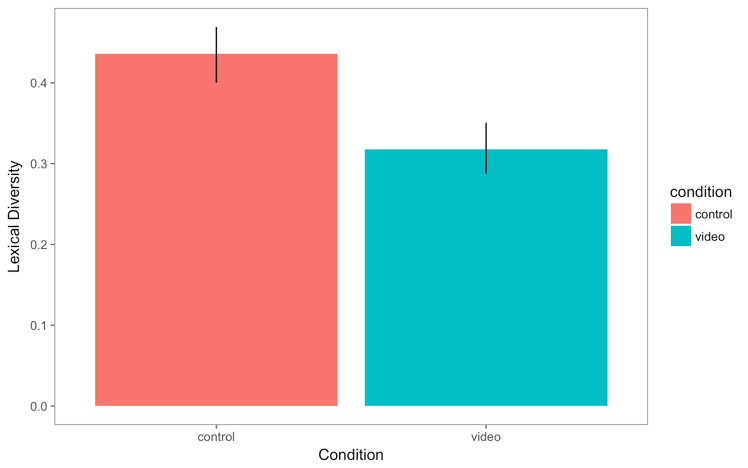 Lexical Diversity
0.4
0.3
0.2
0.1
0.0
control
video
Condition
condition
control
video